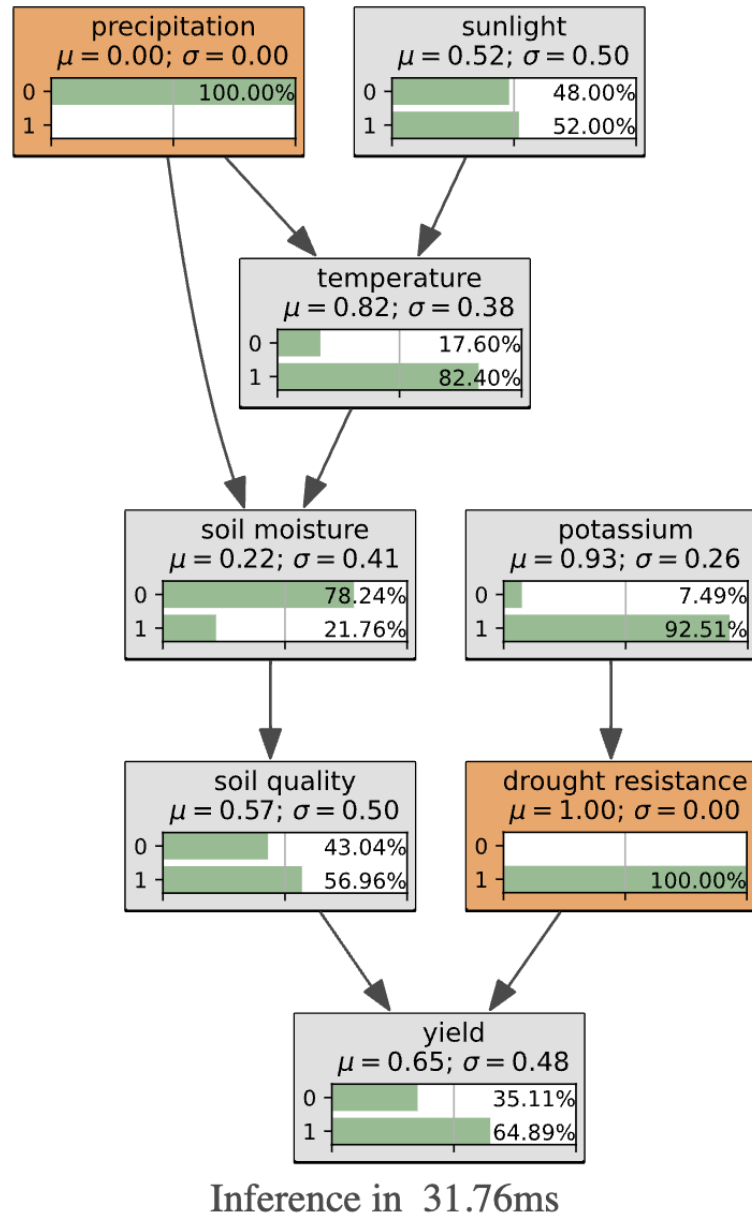 precipitation
μ = 0.00; σ = 0.00
0 100.00%
1
sunlight
μ = 0.52; σ = 0.50
0 48.00%
1 52.00%
temperature
μ = 0.82; σ = 0.38
0 17.60%
1 82.40%
soil moisture
μ = 0.22; σ = 0.41
0 78.24%
1 21.76%
potassium
μ = 0.93; σ = 0.26
0 7.49%
1 92.51%
soil quality
μ = 0.57; σ = 0.50
0 43.04%
1 56.96%
drought resistance
μ = 1.00; σ = 0.00
0
1 100.00%
yield
μ = 0.65; σ = 0.48
0 35.11%
1 64.89%
Inference in 31.76ms